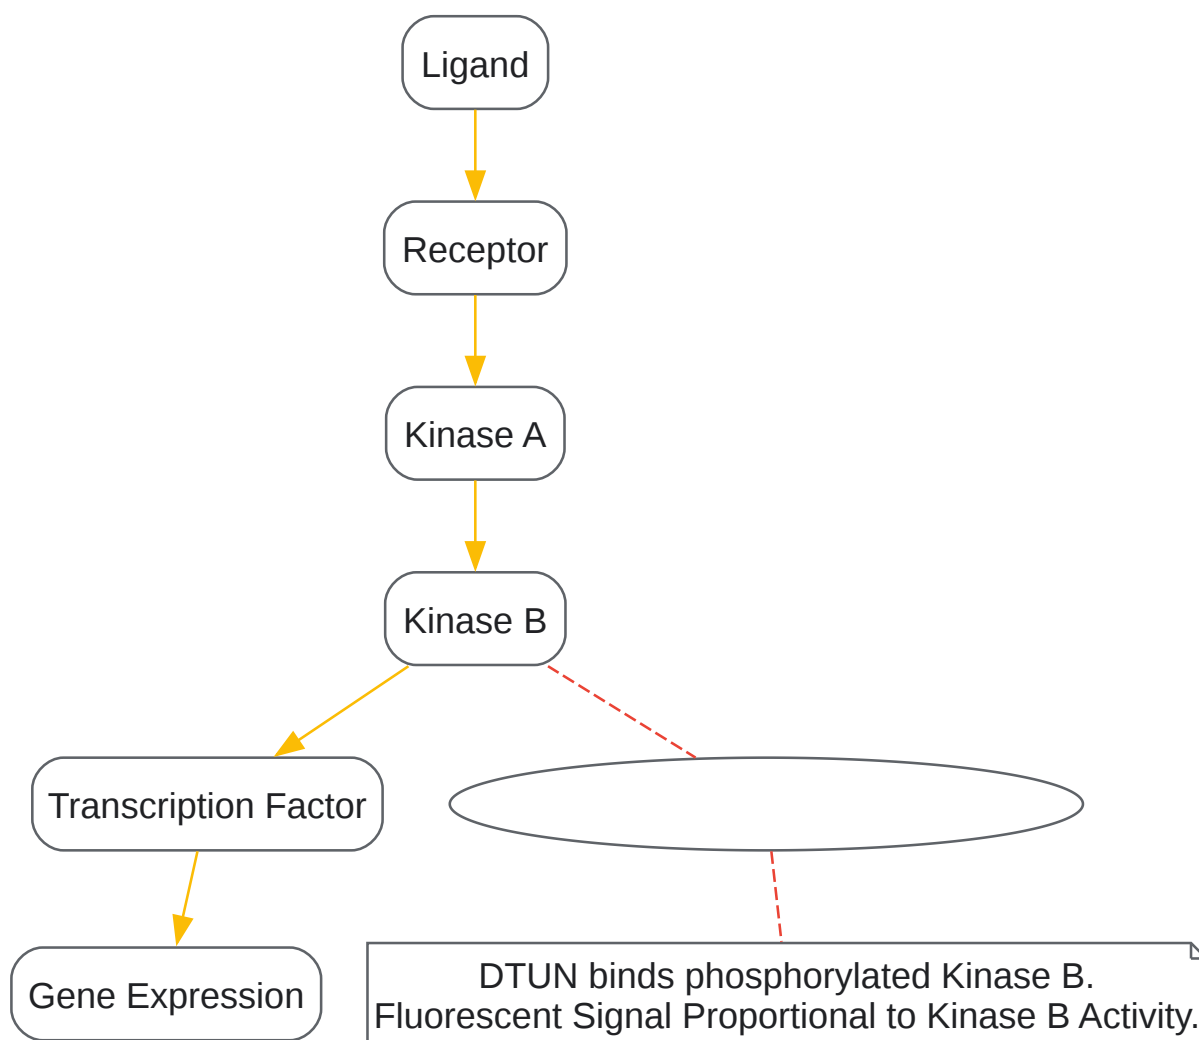 Ligand
Receptor
Kinase A
Kinase B
Transcription Factor
Gene Expression
DTUN binds phosphorylated Kinase B.
Fluorescent Signal Proportional to Kinase B Activity.